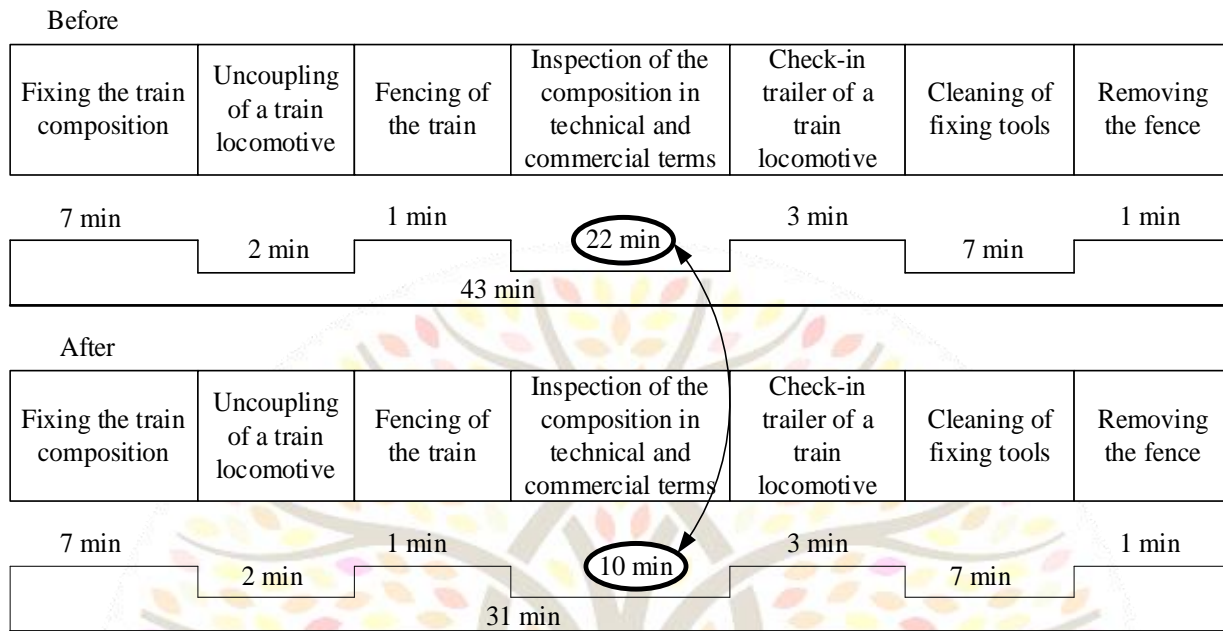 Before
Fixing the train
composition
Uncoupling
of a train
locomotive
Fencing of
the train
Inspection of the
composition in
technical and
commercial terms
Check-in
trailer of a
train
locomotive
Cleaning of
fixing tools
Removing
the fence
7 min
2 min
1 min
22 min
3 min
7 min
1 min
43 min
After
Fixing the train
composition
Uncoupling
of a train
locomotive
Fencing of
the train
Inspection of the
composition in
technical and
commercial terms
Check-in
trailer of a
train
locomotive
Cleaning of
fixing tools
Removing
the fence
7 min
2 min
1 min
10 min
3 min
7 min
1 min
31 min